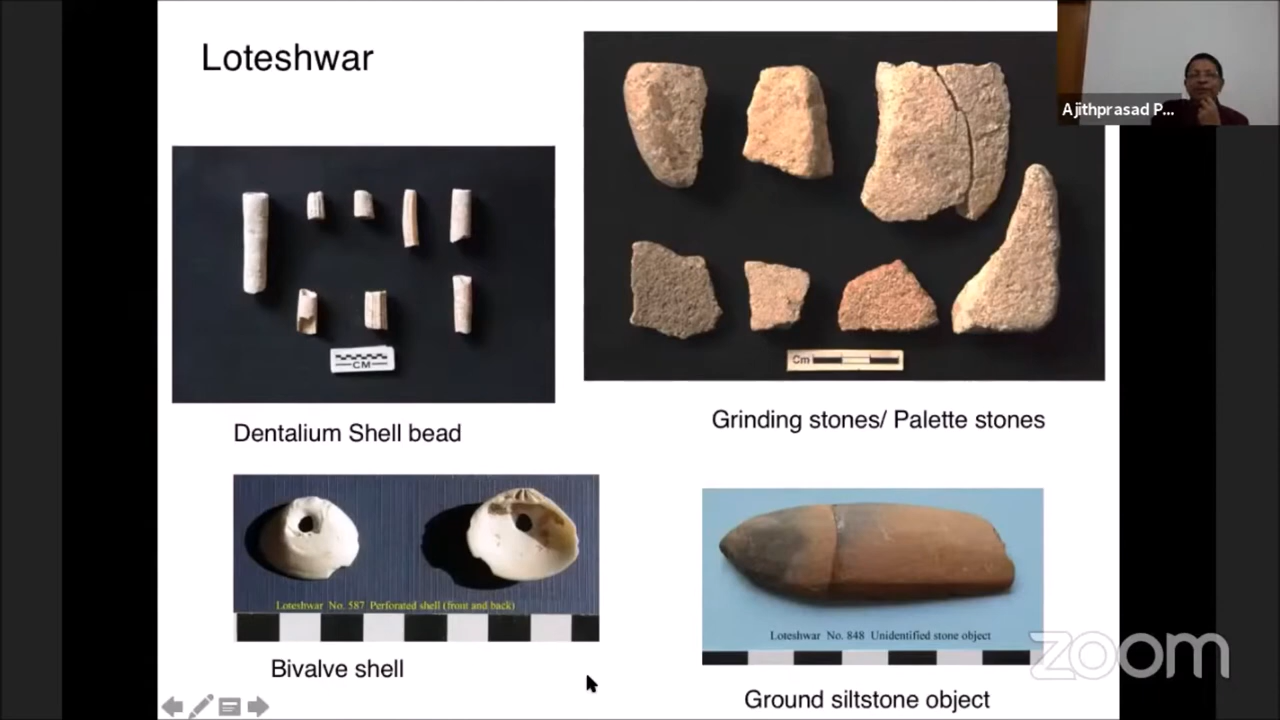 Loteshwar
Ajithprasad P...
CM
Cm
Dentalium Shell bead
Grinding stones/ Palette stones
Loteshwar No. 587 Perforated shell (front and back)
Bivalve shell
Loteshwar No. 848 Unidentified stone object
Ground siltstone object
zoom